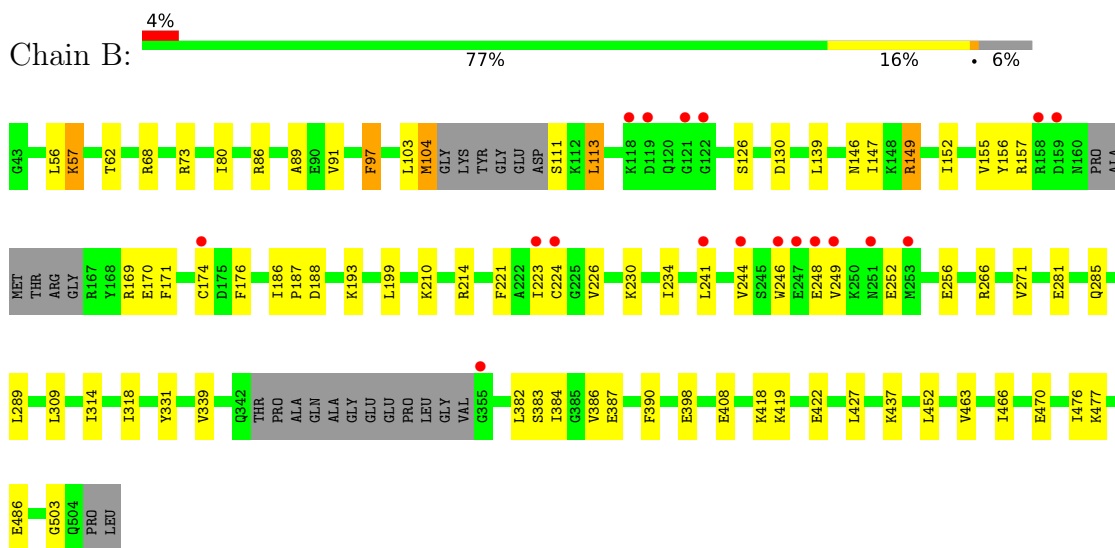 4%
Chain B:
77% 16% • 6%
G43 L56 K57 T62 R68 R73 I80 R86 A89 E90 V91 F97 L103 M104 GLY LYS TYR GLY GLU ASP S111 K112 L113 K118 D119 Q120 G121 G122 S126 D130 L139 N146 I147 K148 R149 I152 V155 Y156 R157 R158 D159 N160 PRO ALA
MET THR ARG GLY R167 Y168 R169 E170 F171 C174 D175 F176 I186 P187 D188 K193 L199 K210 R214 F221 A222 I223 C224 G225 V226 K230 I234 L241 V244 S245 W246 E247 E248 V249 K250 N251 E252 M253 E256 R266 V271 E281 Q285
L289 L309 I314 I318 Y331 V339 Q342 THR PRO ALA GLN ALA GLY GLU GLU PRO LEU GLY VAL G355 L382 S383 I384 G385 V386 E387 F390 E398 E408 K418 K419 E422 L427 K437 L452 V463 I466 E470 I476 K477
E486 G503 Q504 PRO LEU